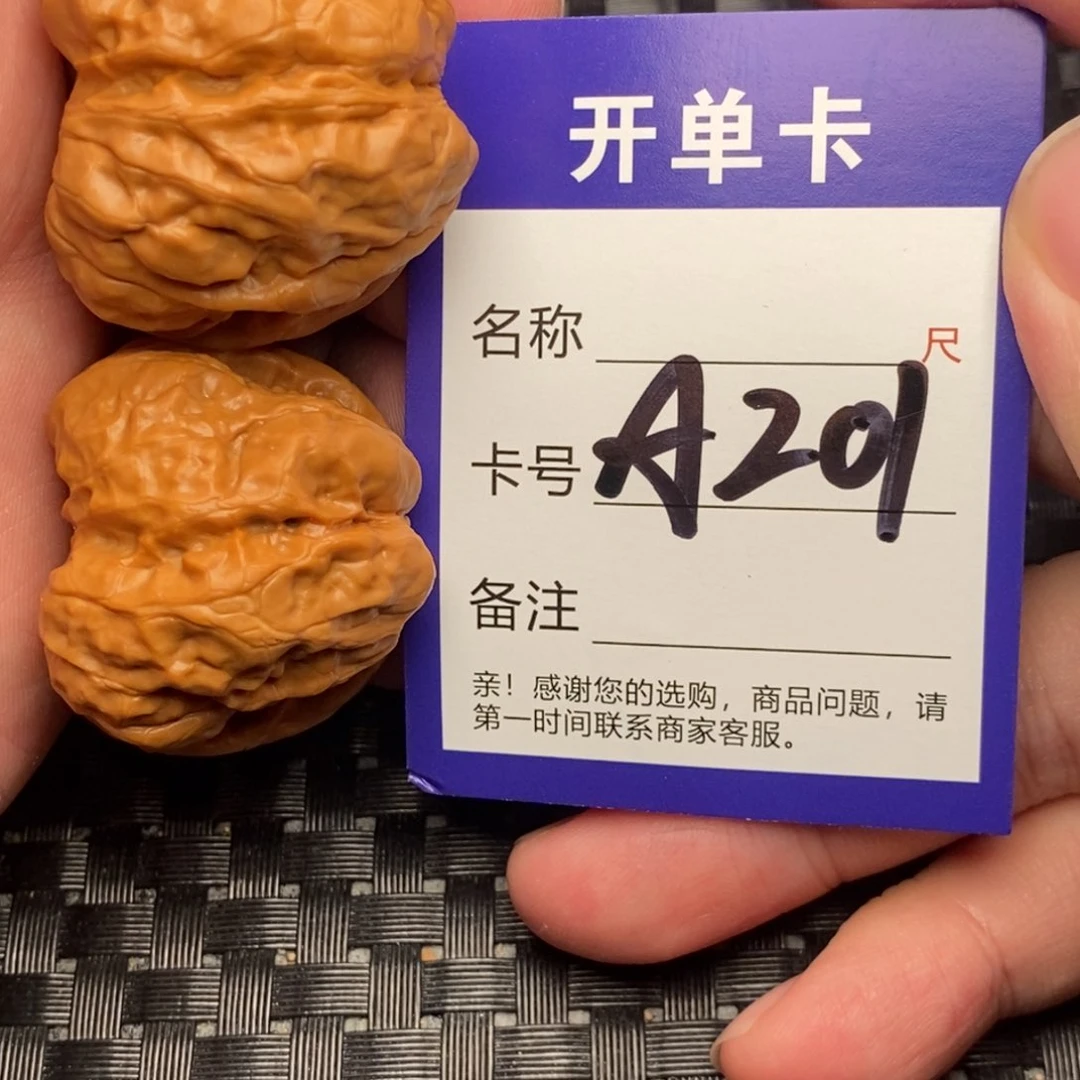 开单卡
名称 尺
卡号 A201
备注
亲！感谢您的选购，商品问题，请
第一时间联系商家客服。